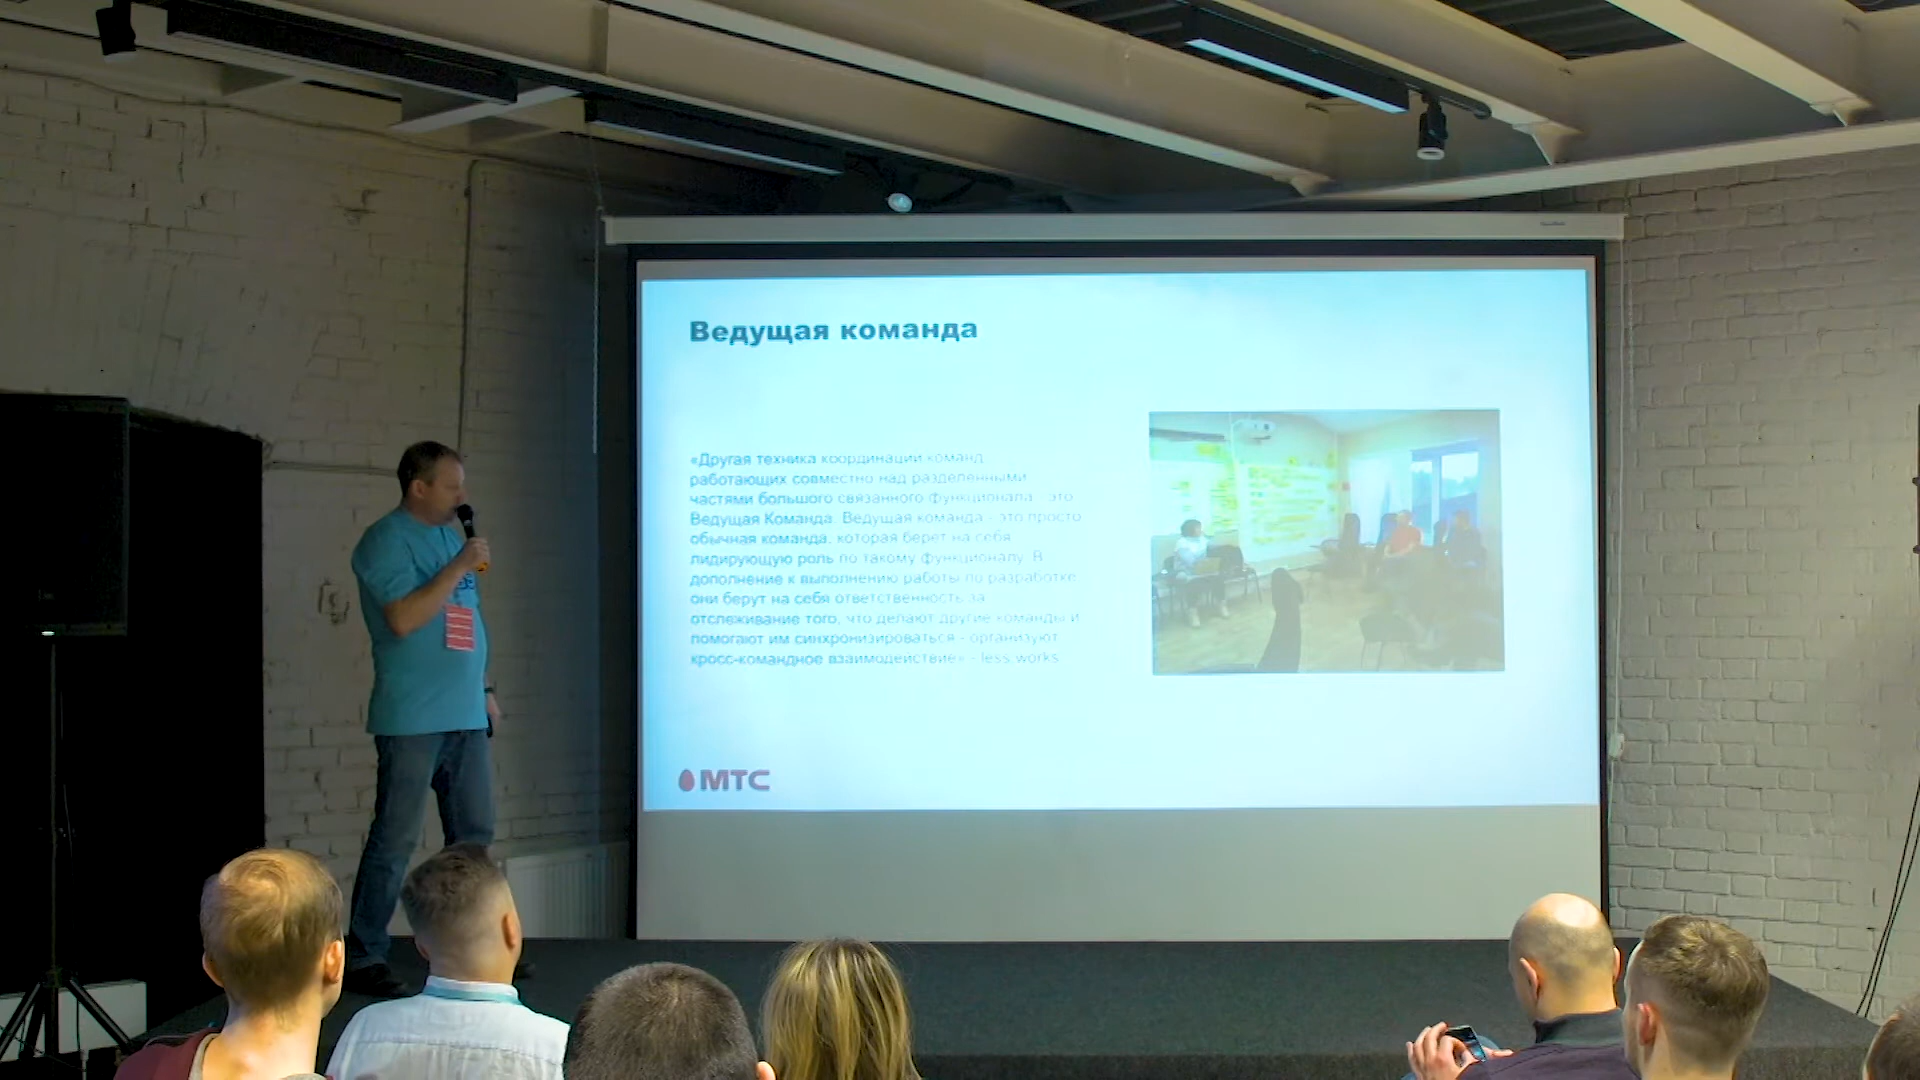 Ведущая команда
«Другая техника координации команд,
работающих совместно над разделенными
частями большого связанного функционала - это
Ведущая Команда. Ведущая команда - это просто
обычная команда, которая берет на себя
лидирующую роль по такому функционалу. В
дополнение к выполнению работы по разработке
они берут на себя ответственность за
отслеживание того, что делают другие команды и
помогают им синхронизироваться - организуют
кросс-командное взаимодействие» - less.works
МТС